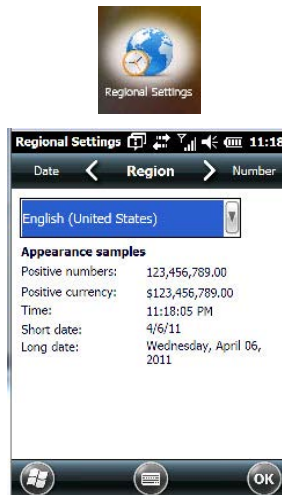 Regional Settings
Regional Settings 11:18
Date Region Number
English (United States)
Appearance samples
Positive numbers: 123,456,789.00
Positive currency: $123,456,789.00
Time: 11:18:05 PM
Short date: 4/6/11
Long date: Wednesday, April 06,
2011
OK